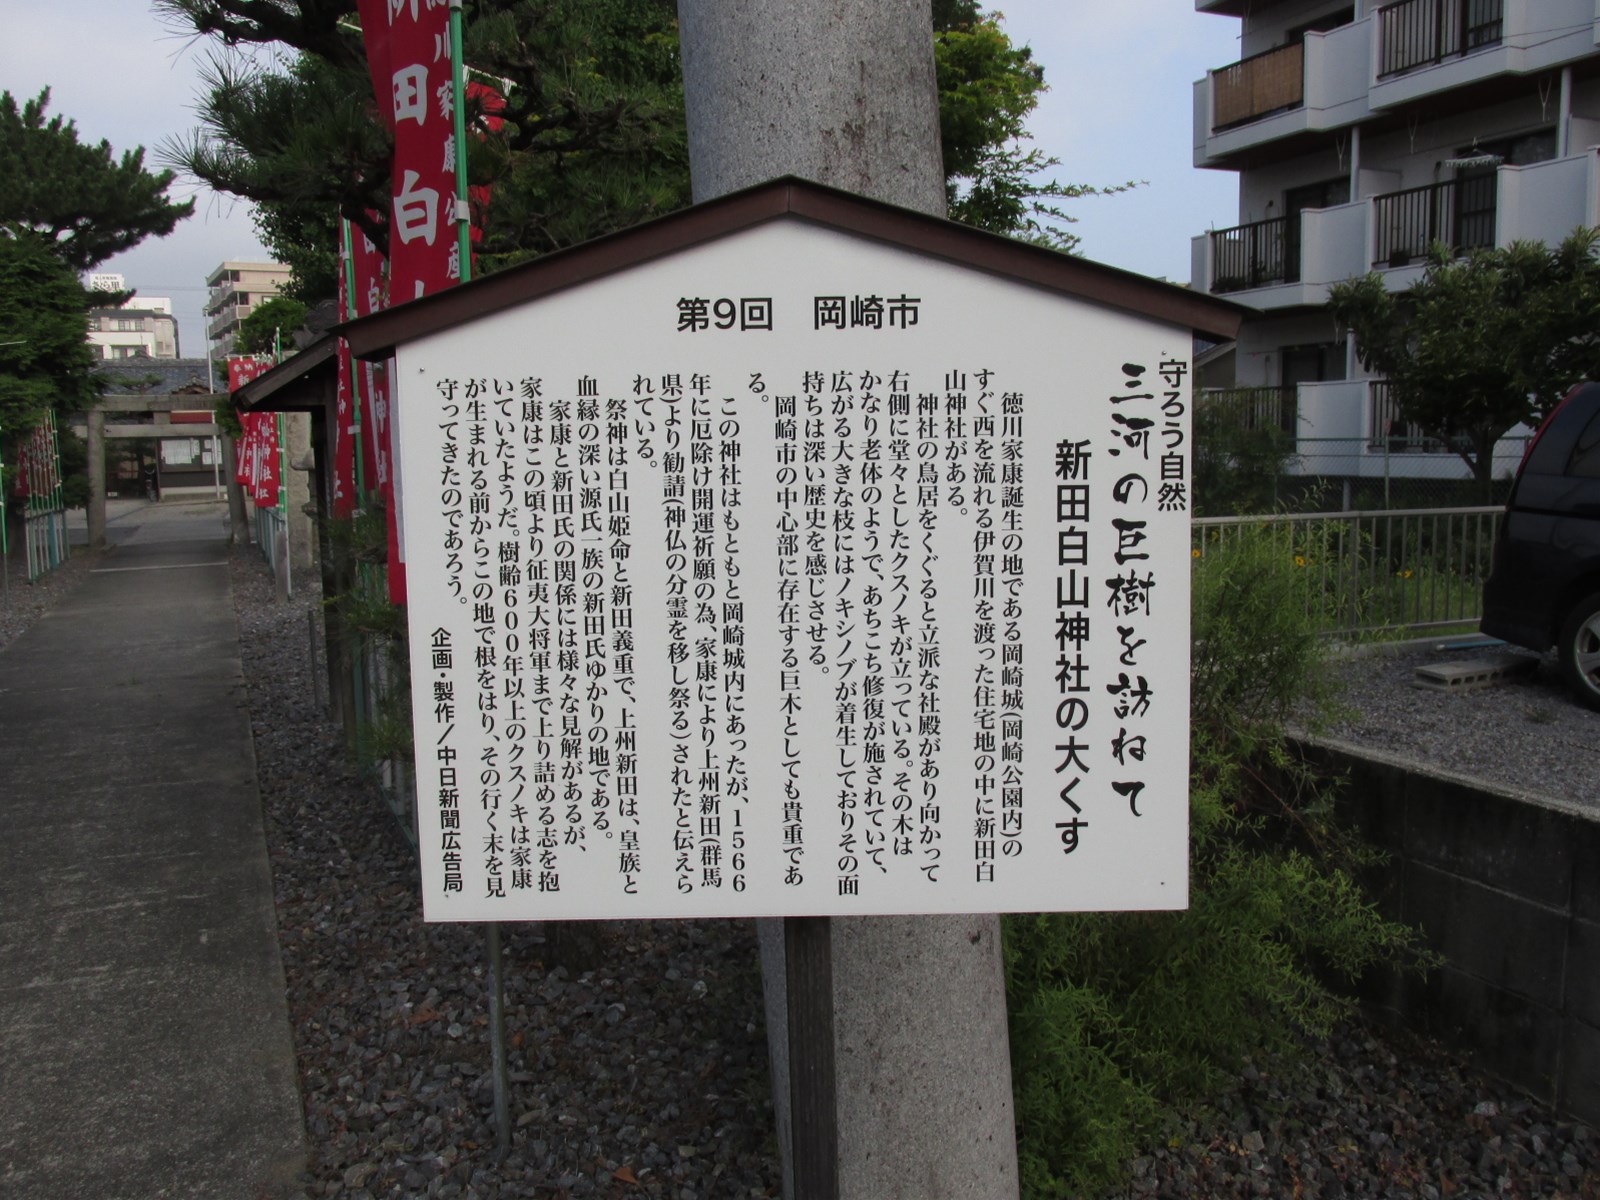 第9回　岡崎市
守ろう自然
三河の巨樹を訪ねて
新田白山神社の大くす
徳川家康誕生の地である岡崎城(岡崎公園内)の
すぐ西を流れる伊賀川を渡った住宅地の中に新田白
山神社がある。
神社の鳥居をくぐると立派な社殿があり向かって
右側に堂々としたクスノキが立っている。その木は
かなり老体のようで、あちこち修復が施されていて、
広がる大きな枝にはノキシノブが着生しておりその面
持ちは深い歴史を感じさせる。
岡崎市の中心部に存在する巨木としても貴重であ
る。
この神社はもともと岡崎城内にあったが、1566
年に厄除け開運祈願の為、家康により上州新田(群馬
県)より勧請(神仏の分霊を移し祭る)されたと伝えら
れている。
祭神は白山姫命と新田義重で、上州新田は、皇族と
血縁の深い源氏一族の新田氏ゆかりの地である。
家康と新田氏の関係には様々な見解があるが、
家康はこの頃より征夷大将軍まで上り詰める志を抱
いていたようだ。樹齢600年以上のクスノキは家康
が生まれる前からこの地で根をはり、その行く末を見
守ってきたのであろう。
企画・製作／中日新聞広告局
川家康公産
田白